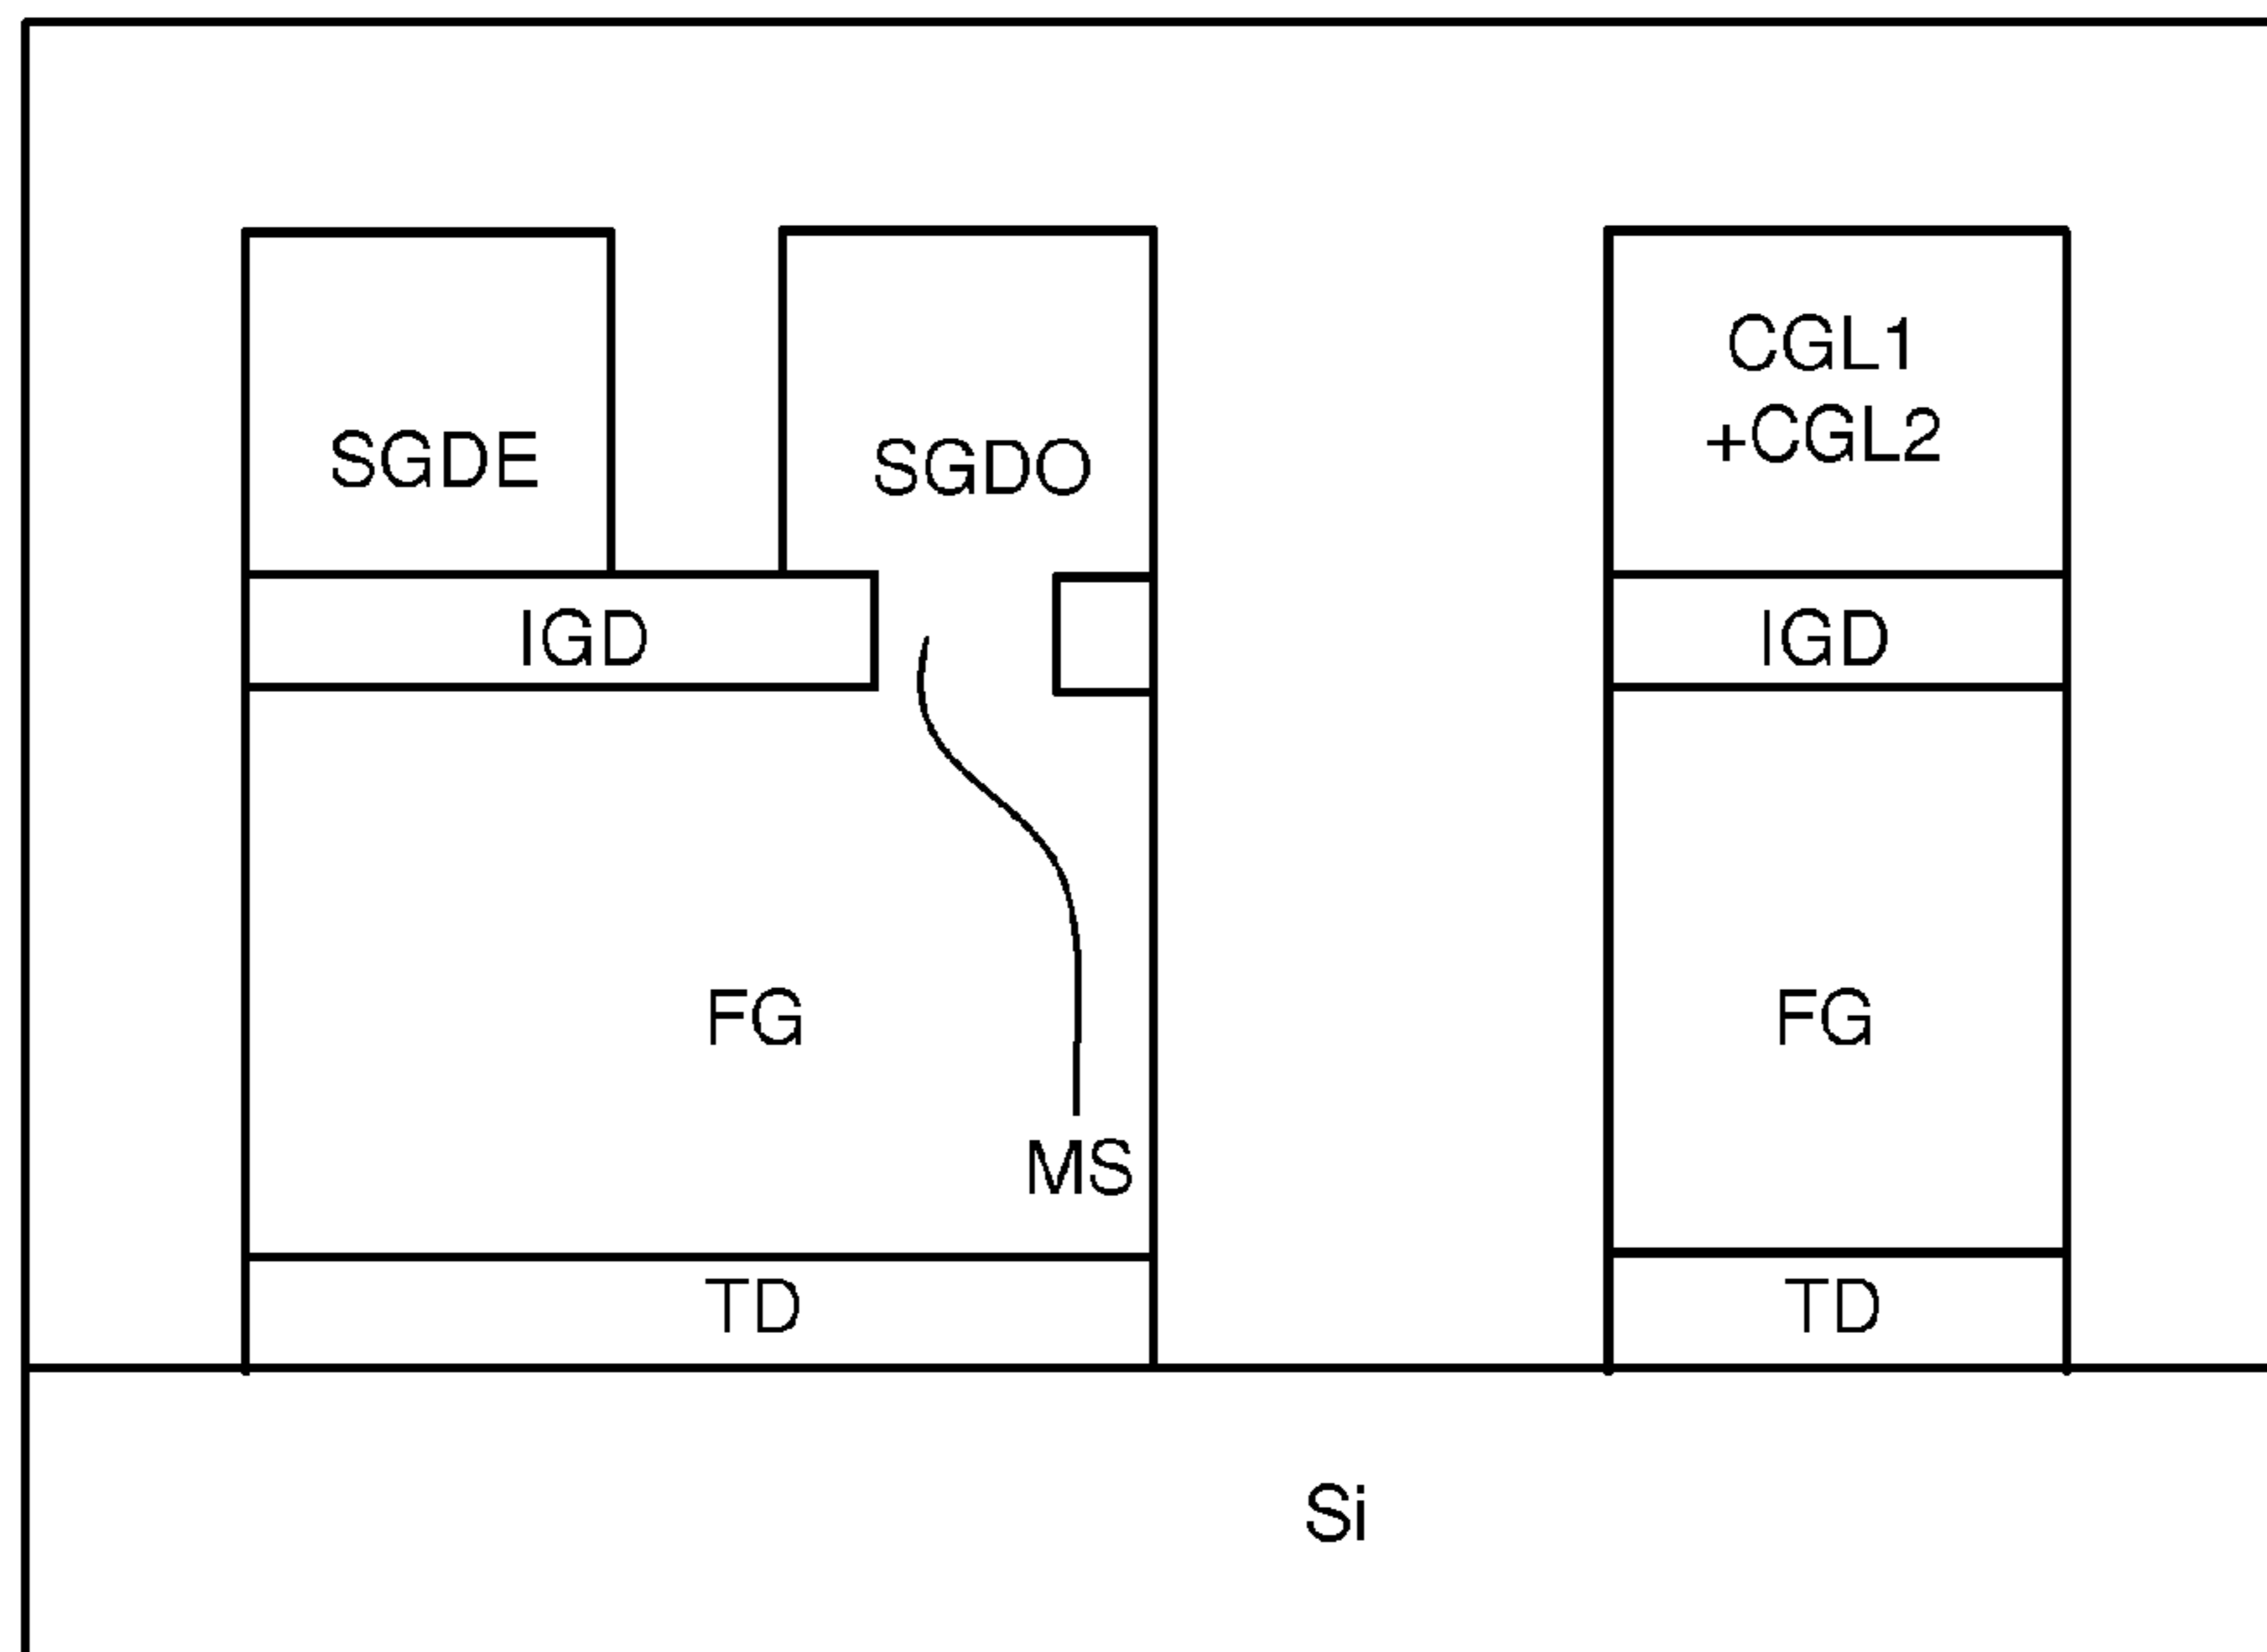 SGDE
SGDO
CGL1
+CGL2
IGD
IGD
FG
FG
MS
TD
TD
Si